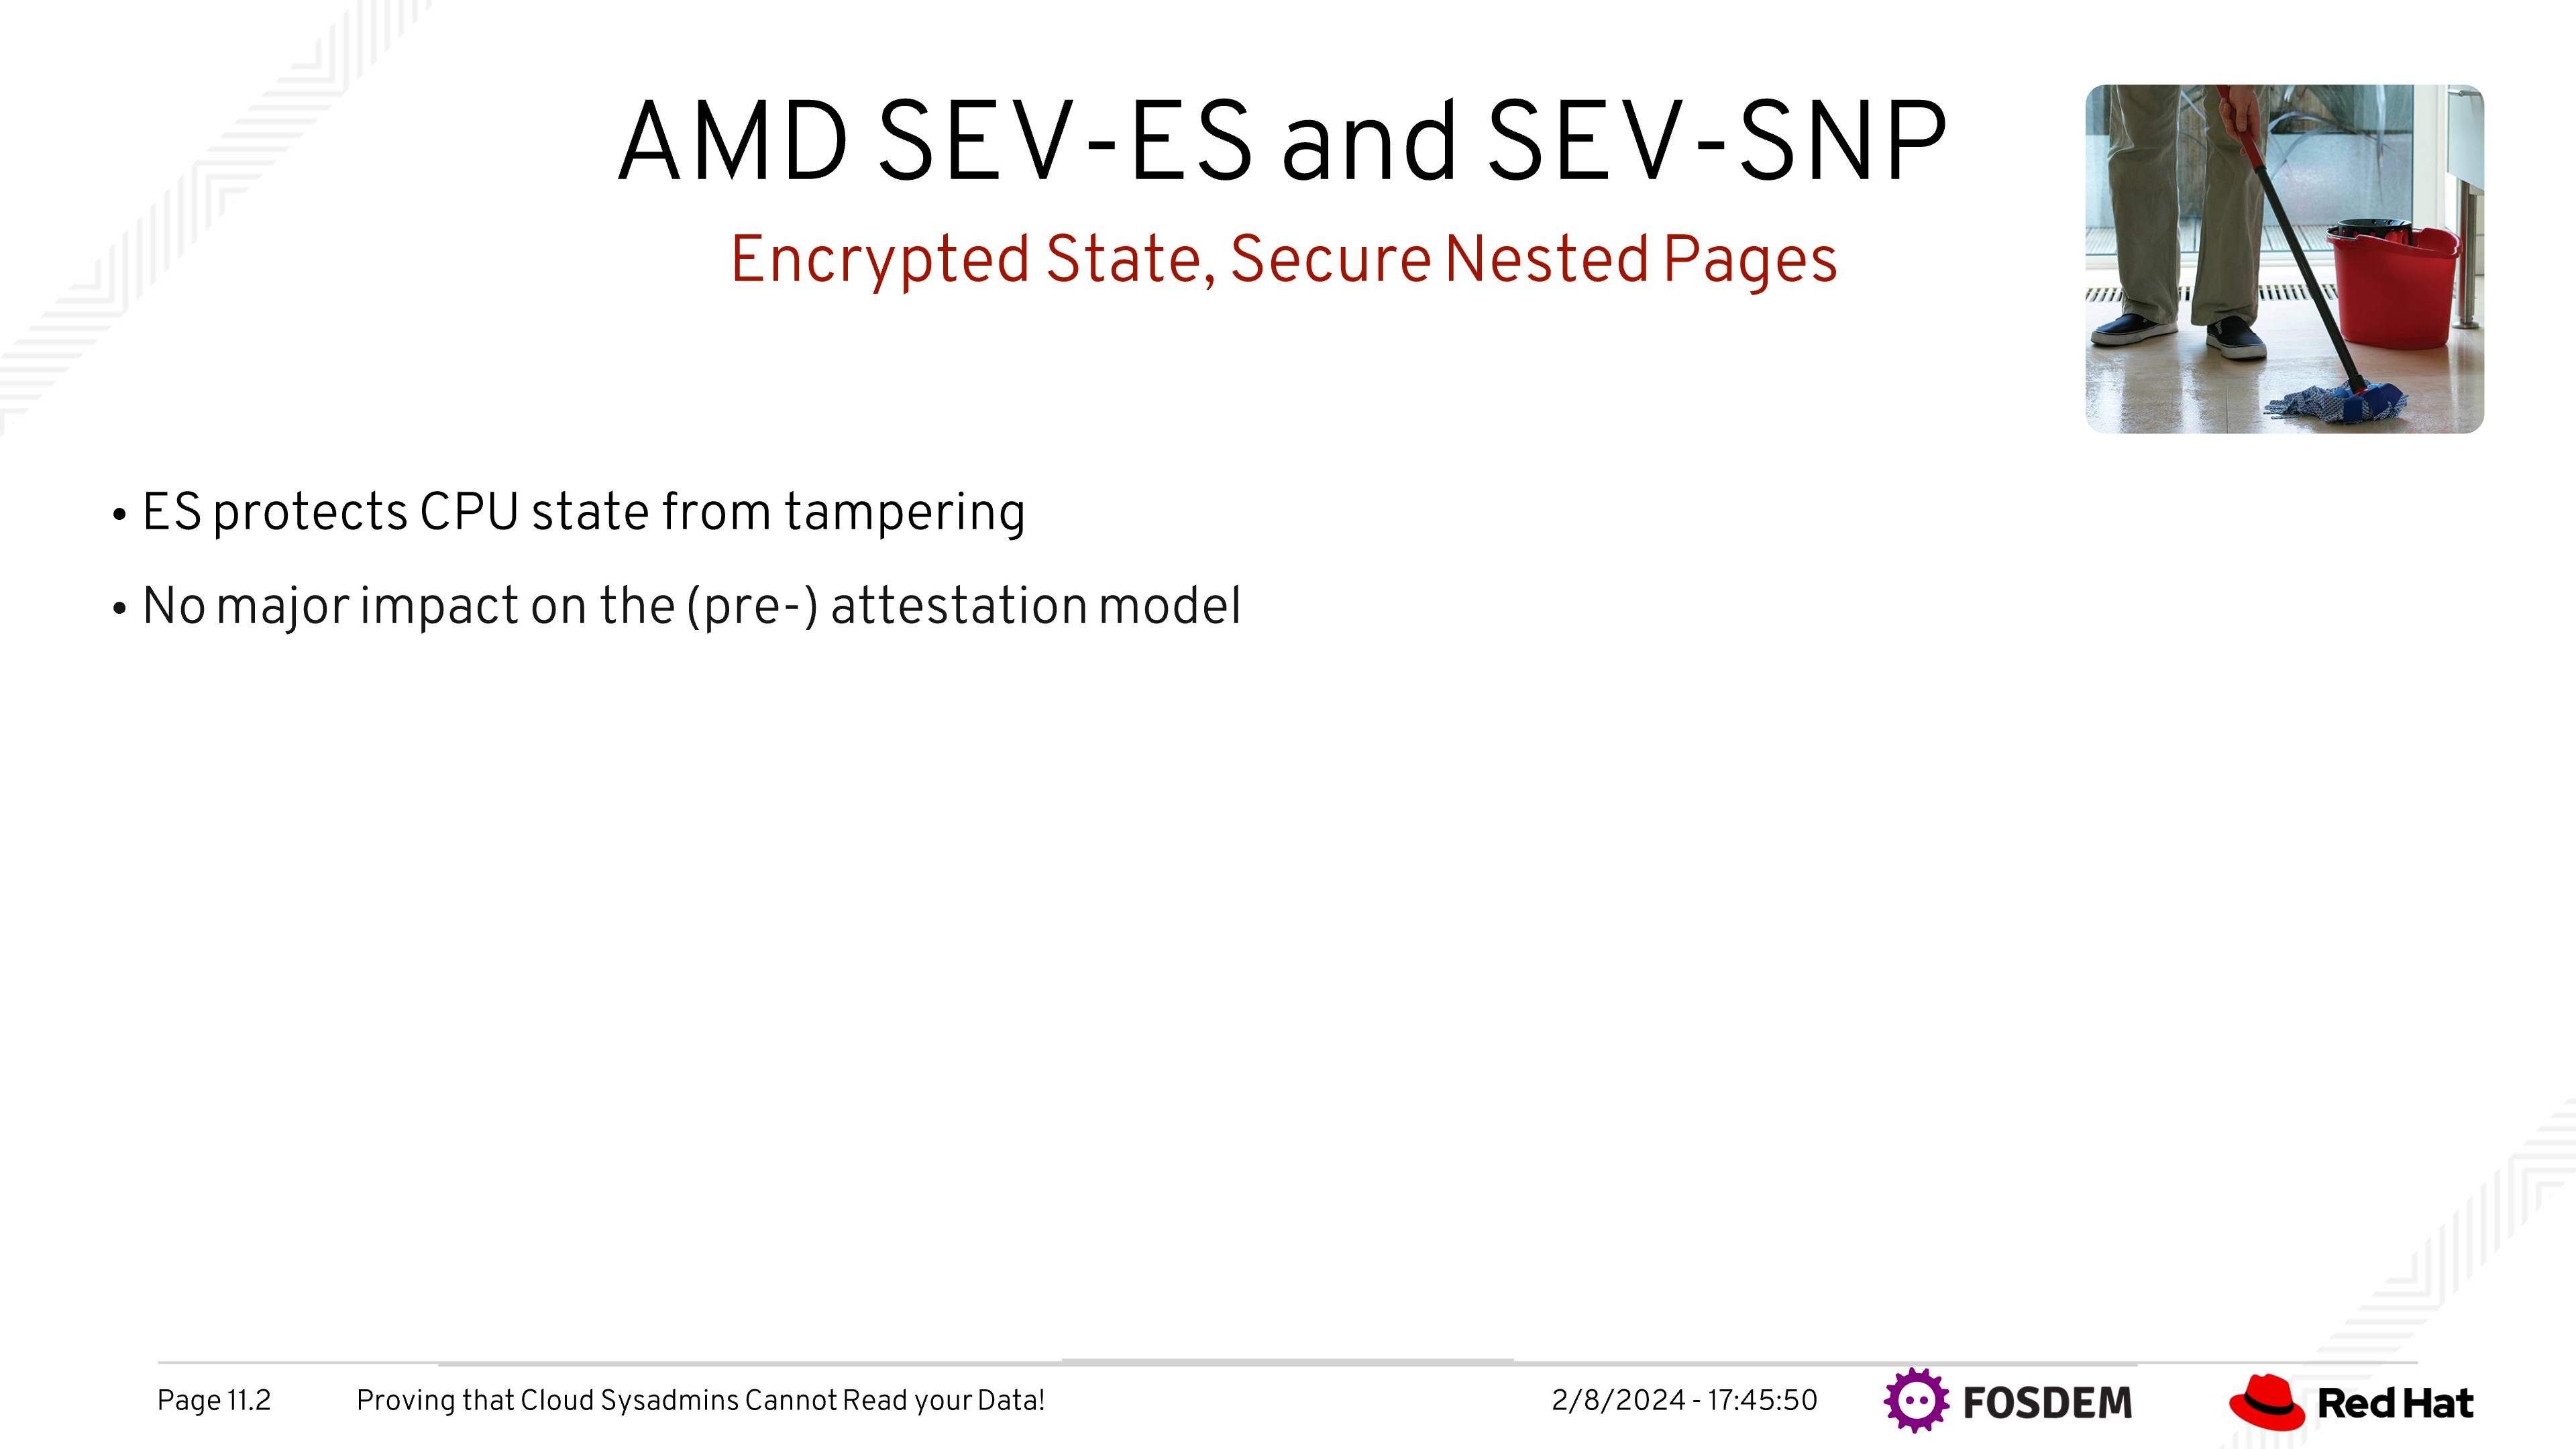 AMD SEV-ES and SEV-SNP
Encrypted State, Secure Nested Pages
• ES protects CPU state from tampering
• No major impact on the (pre-) attestation model
Page 11.2 Proving that Cloud Sysadmins Cannot Read your Data! 2/8/2024 - 17:45:50 FOSDEM Red Hat